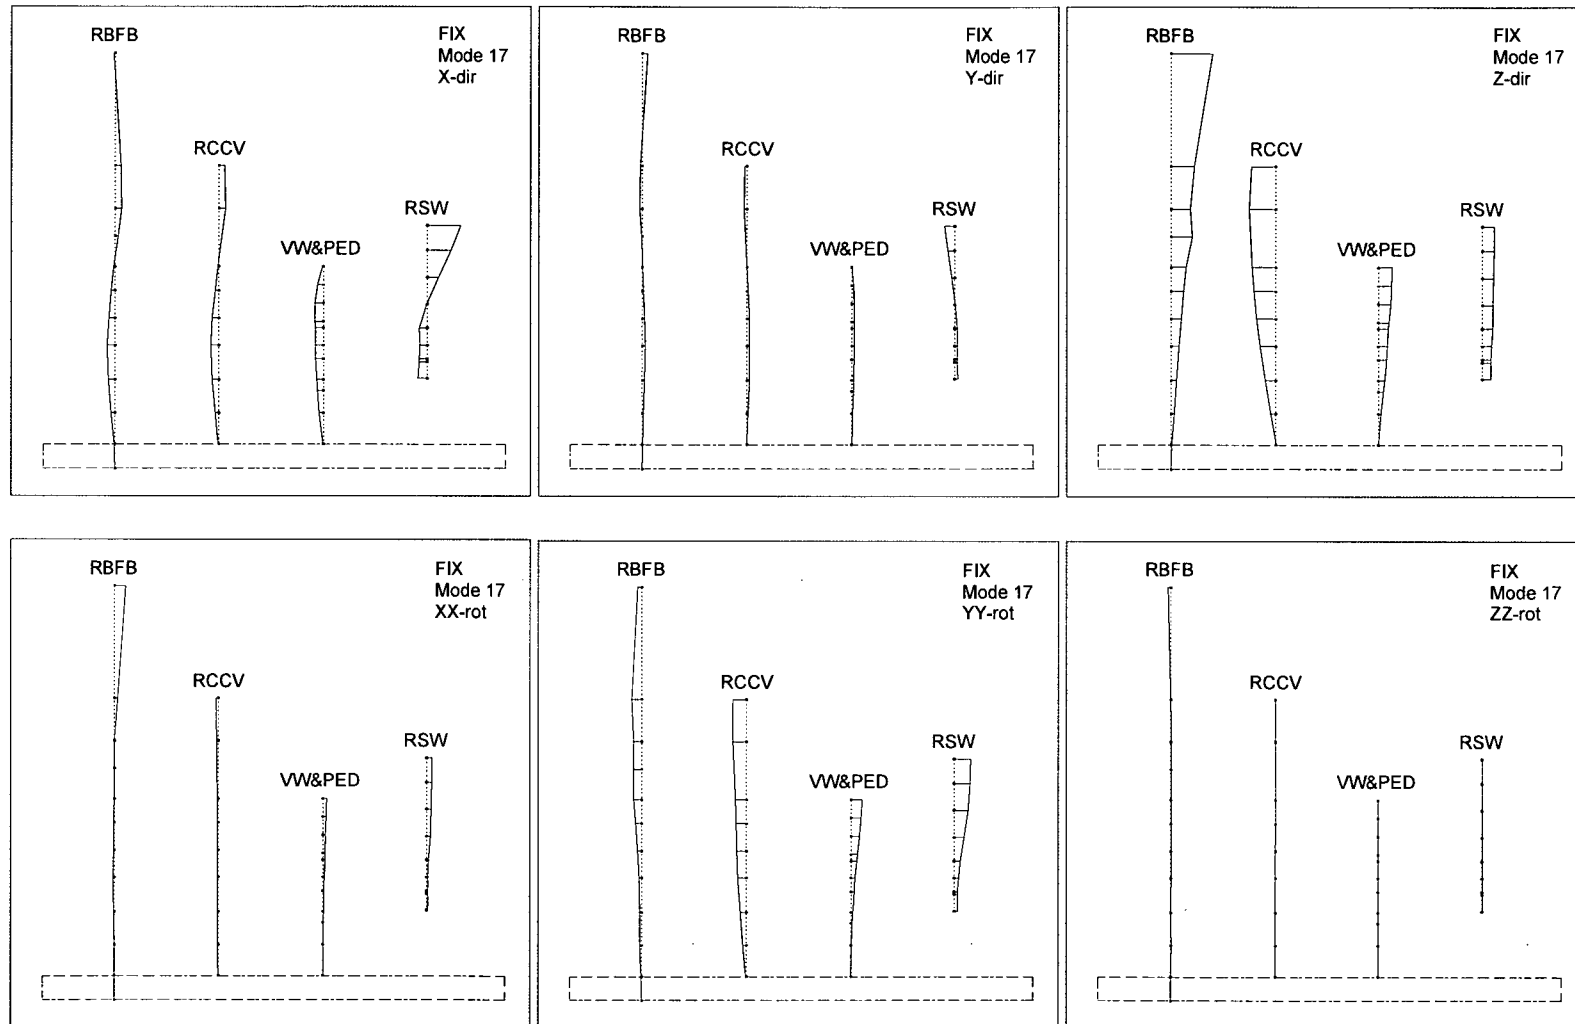 RBFB
FIX
Mode 17
X-dir
RCCV
RSW
VW&PED
RBFB
FIX
Mode 17
Y-dir
RCCV
RSW
VW&PED
RBFB
FIX
Mode 17
Z-dir
RCCV
RSW
VW&PED
RBFB
FIX
Mode 17
XX-rot
RCCV
RSW
VW&PED
RBFB
FIX
Mode 17
YY-rot
RCCV
RSW
VW&PED
RBFB
FIX
Mode 17
ZZ-rot
RCCV
RSW
VW&PED